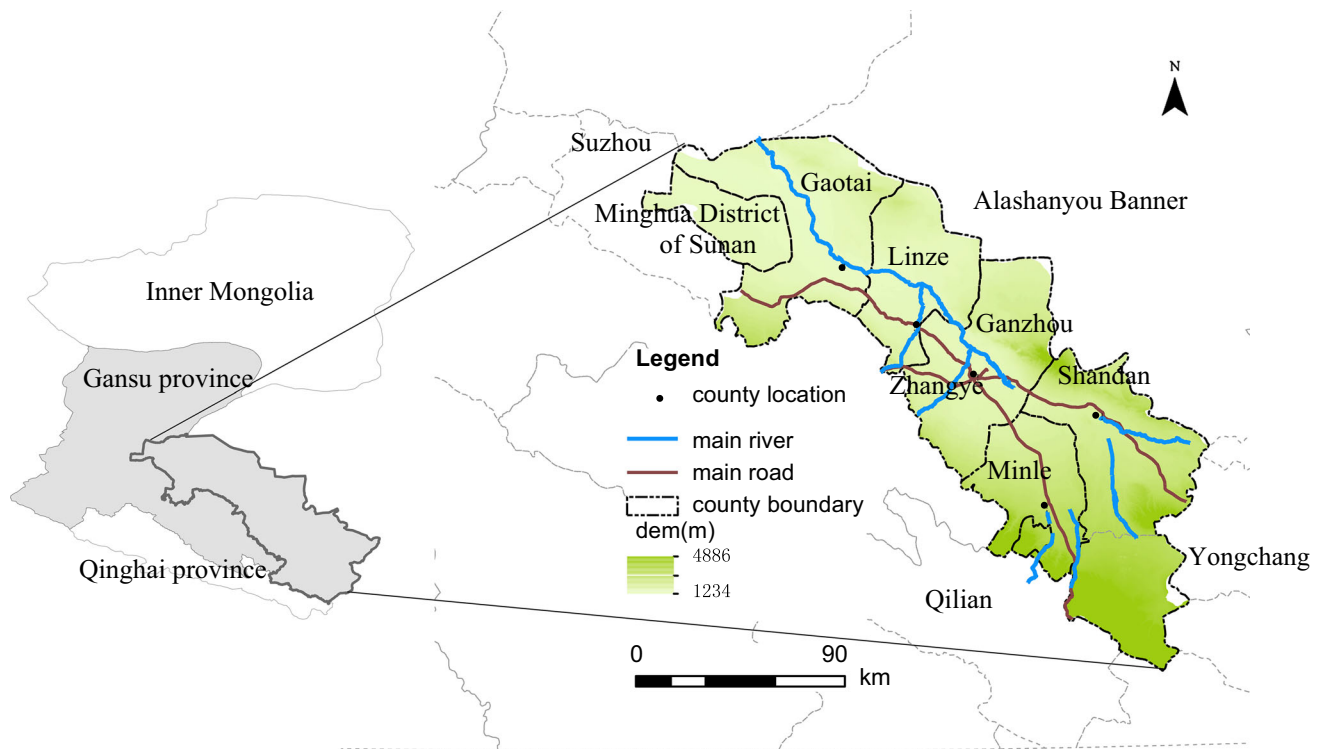 N
Suzhou
Gaotai
Alashanyou Banner
Minghua District
of Sunan
Linze
Inner Mongolia
Ganzhou
Legend
Gansu province
Zhangye
Shandan
county location
main river
main road
Minle
county boundary
dem(m)
4886
1234
Yongchang
Qinghai province
Qilian
0 90
km